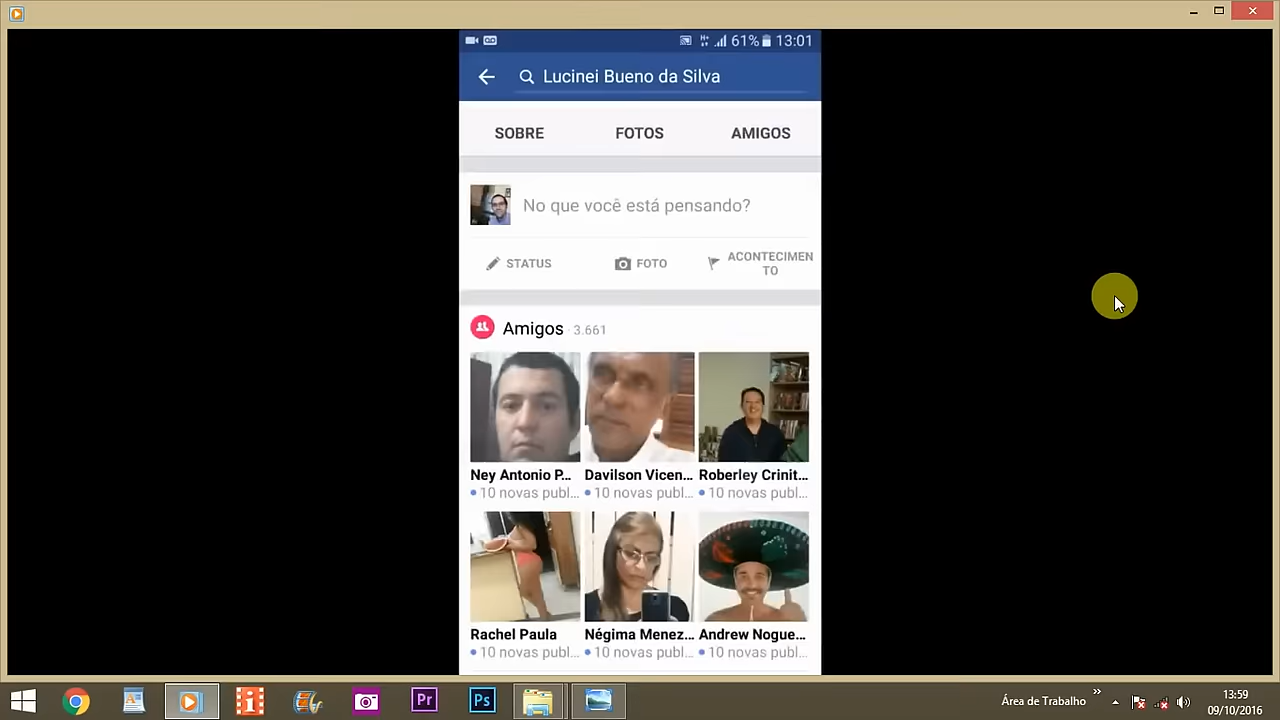 61% 13:01
Lucinei Bueno da Silva
SOBRE FOTOS AMIGOS
No que você está pensando?
STATUS FOTO ACONTECIMEN
TO
Amigos · 3.661
Ney Antonio P... Davilson Vicen... Roberley Crinit...
10 novas publ... 10 novas publ... 10 novas publ...
Rachel Paula Négima Menez... Andrew Nogue...
10 novas publ... 10 novas publ... 10 novas publ...
Pr Ps Área de Trabalho 13:59
09/10/2016